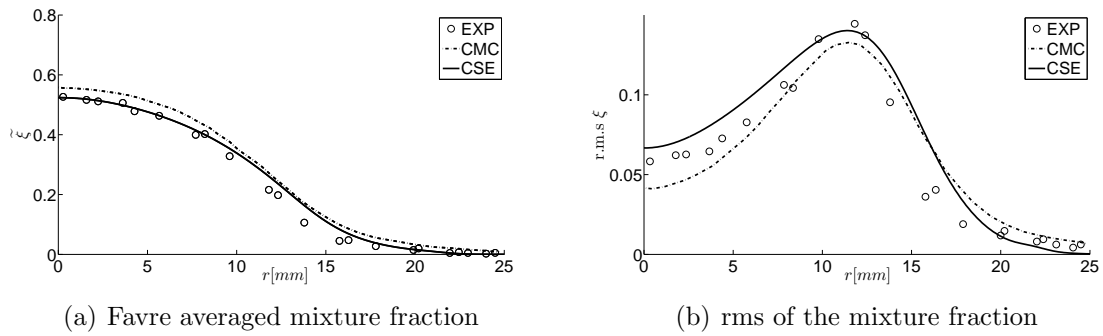 0.8
0.6
0.4
0.2
0
0 5 10 15 20 25
ξ̃
r[mm]
EXP
CMC
CSE
(a) Favre averaged mixture fraction
0.1
0.05
0
0 5 10 15 20 25
r.m.s ξ
r[mm]
EXP
CMC
CSE
(b) rms of the mixture fraction